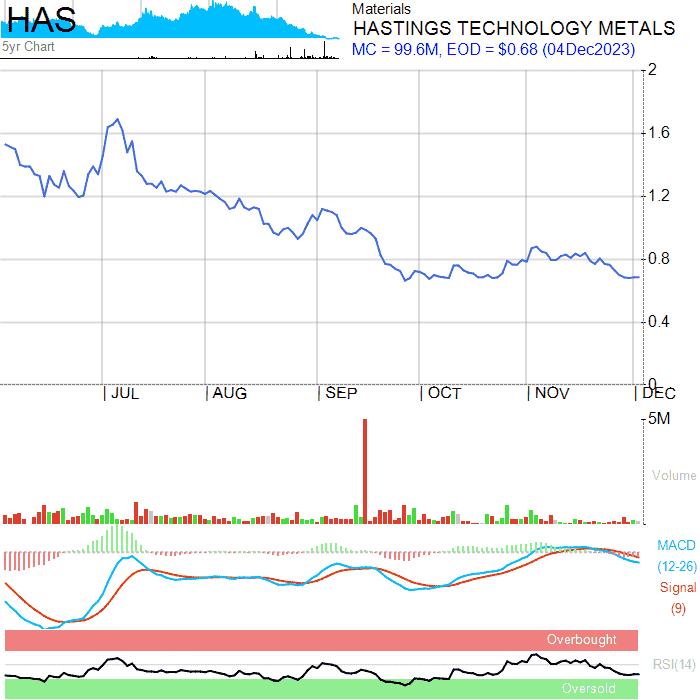 HAS
5yr Chart
Materials
HASTINGS TECHNOLOGY METALS
MC = 99.6M, EOD = $0.68 (04Dec2023)
2
1.6
1.2
0.8
0.4
0
JUL AUG SEP OCT NOV DEC
5M
Volume
MACD
(12-26)
Signal
(9)
Overbought
RSI(14)
Oversold